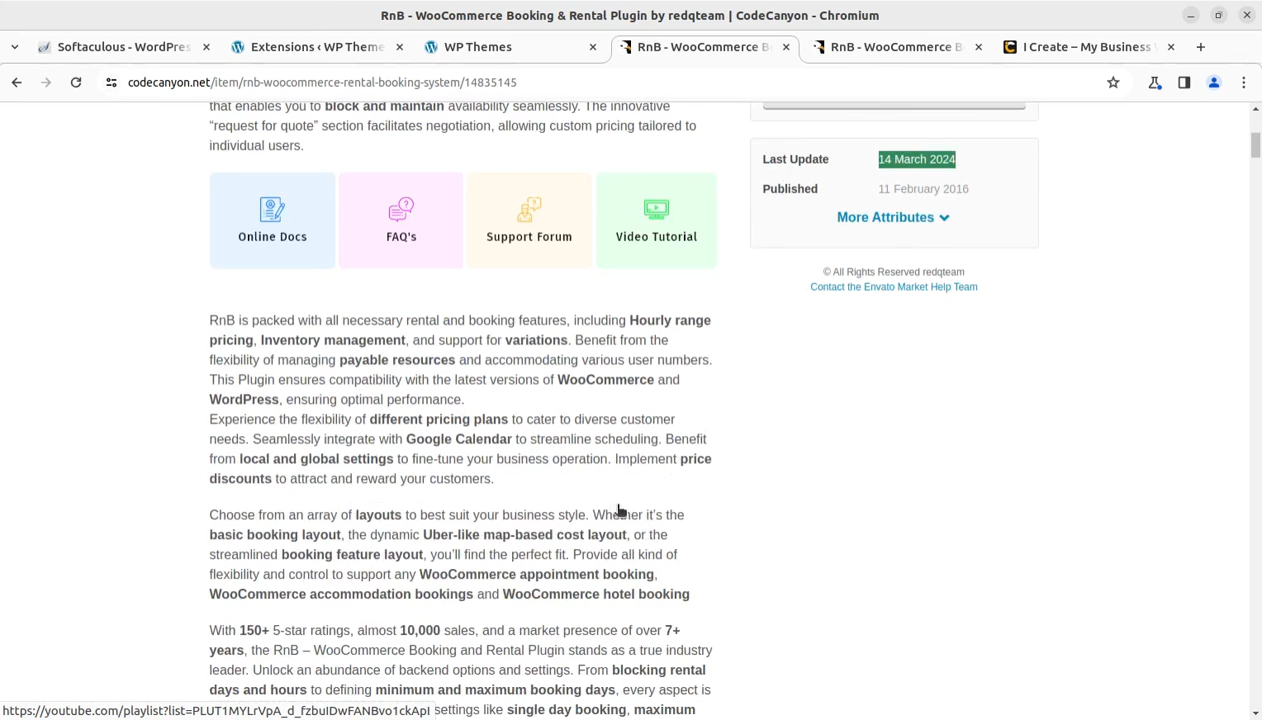 RnB - WooCommerce Booking & Rental Plugin by redqteam | CodeCanyon - Chromium
Softaculous - WordPres
Extensions ‹ WP Theme
WP Themes
RnB - WooCommerce B
RnB - WooCommerce B
I Create – My Business
codecanyon.net/item/rnb-woocommerce-rental-booking-system/14835145
that enables you to block and maintain availability seamlessly. The innovative
“request for quote” section facilitates negotiation, allowing custom pricing tailored to
individual users.
Online Docs
FAQ's
Support Forum
Video Tutorial
RnB is packed with all necessary rental and booking features, including Hourly range
pricing, Inventory management, and support for variations. Benefit from the
flexibility of managing payable resources and accommodating various user numbers.
This Plugin ensures compatibility with the latest versions of WooCommerce and
WordPress, ensuring optimal performance.
Experience the flexibility of different pricing plans to cater to diverse customer
needs. Seamlessly integrate with Google Calendar to streamline scheduling. Benefit
from local and global settings to fine-tune your business operation. Implement price
discounts to attract and reward your customers.
Choose from an array of layouts to best suit your business style. Whether it’s the
basic booking layout, the dynamic Uber-like map-based cost layout, or the
streamlined booking feature layout, you’ll find the perfect fit. Provide all kind of
flexibility and control to support any WooCommerce appointment booking,
WooCommerce accommodation bookings and WooCommerce hotel booking
With 150+ 5-star ratings, almost 10,000 sales, and a market presence of over 7+
years, the RnB – WooCommerce Booking and Rental Plugin stands as a true industry
leader. Unlock an abundance of backend options and settings. From blocking rental
days and hours to defining minimum and maximum booking days, every aspect is
settings like single day booking, maximum
Last Update 14 March 2024
Published 11 February 2016
More Attributes
© All Rights Reserved redqteam
Contact the Envato Market Help Team
https://youtube.com/playlist?list=PLUT1MYLrVpA_d_fzbuIDwFANBvo1ckApI